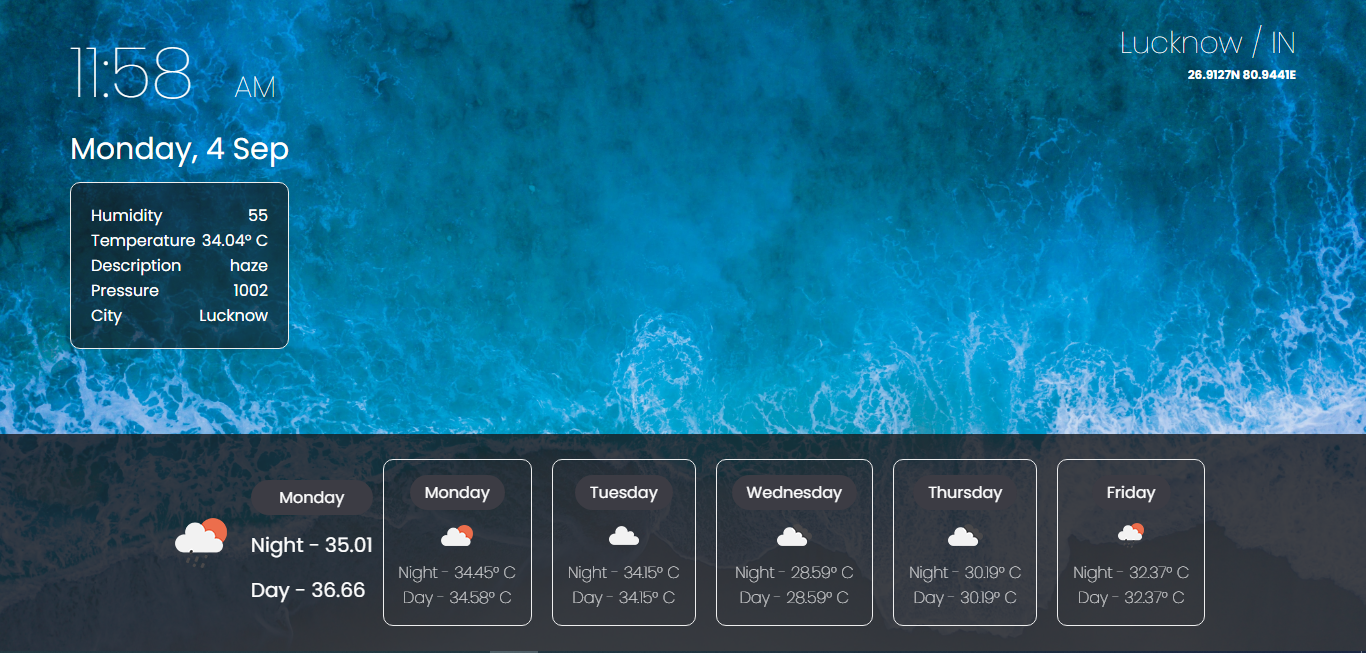 11:58 AM
Monday, 4 Sep
Humidity 55
Temperature 34.04° C
Description haze
Pressure 1002
City Lucknow
Lucknow / IN
26.9127N 80.9441E
Monday
Night - 35.01
Day - 36.66
Monday
Night - 34.45° C
Day - 34.58° C
Tuesday
Night - 34.15° C
Day - 34.15° C
Wednesday
Night - 28.59° C
Day - 28.59° C
Thursday
Night - 30.19° C
Day - 30.19° C
Friday
Night - 32.37° C
Day - 32.37° C